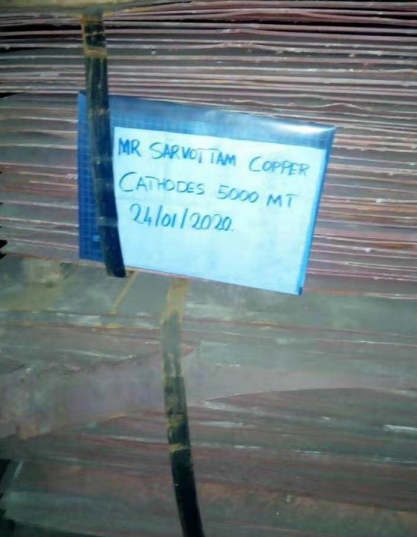 MR SARVOTTAM COPPER
CATHODES 5000 MT
24/01/2020.